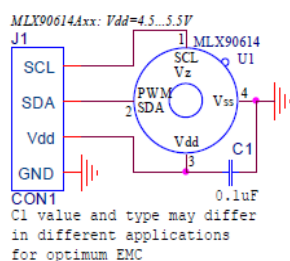 MLX90614Axx: Vdd=4.5...5.5V
J1
SCL
SDA
Vdd
GND
CON1
1
MLX90614
U1
SCL
Vz
PWM
SDA
2
Vss
4
Vdd
3
C1
0.1uF
C1 value and type may differ
in different applications
for optimum EMC